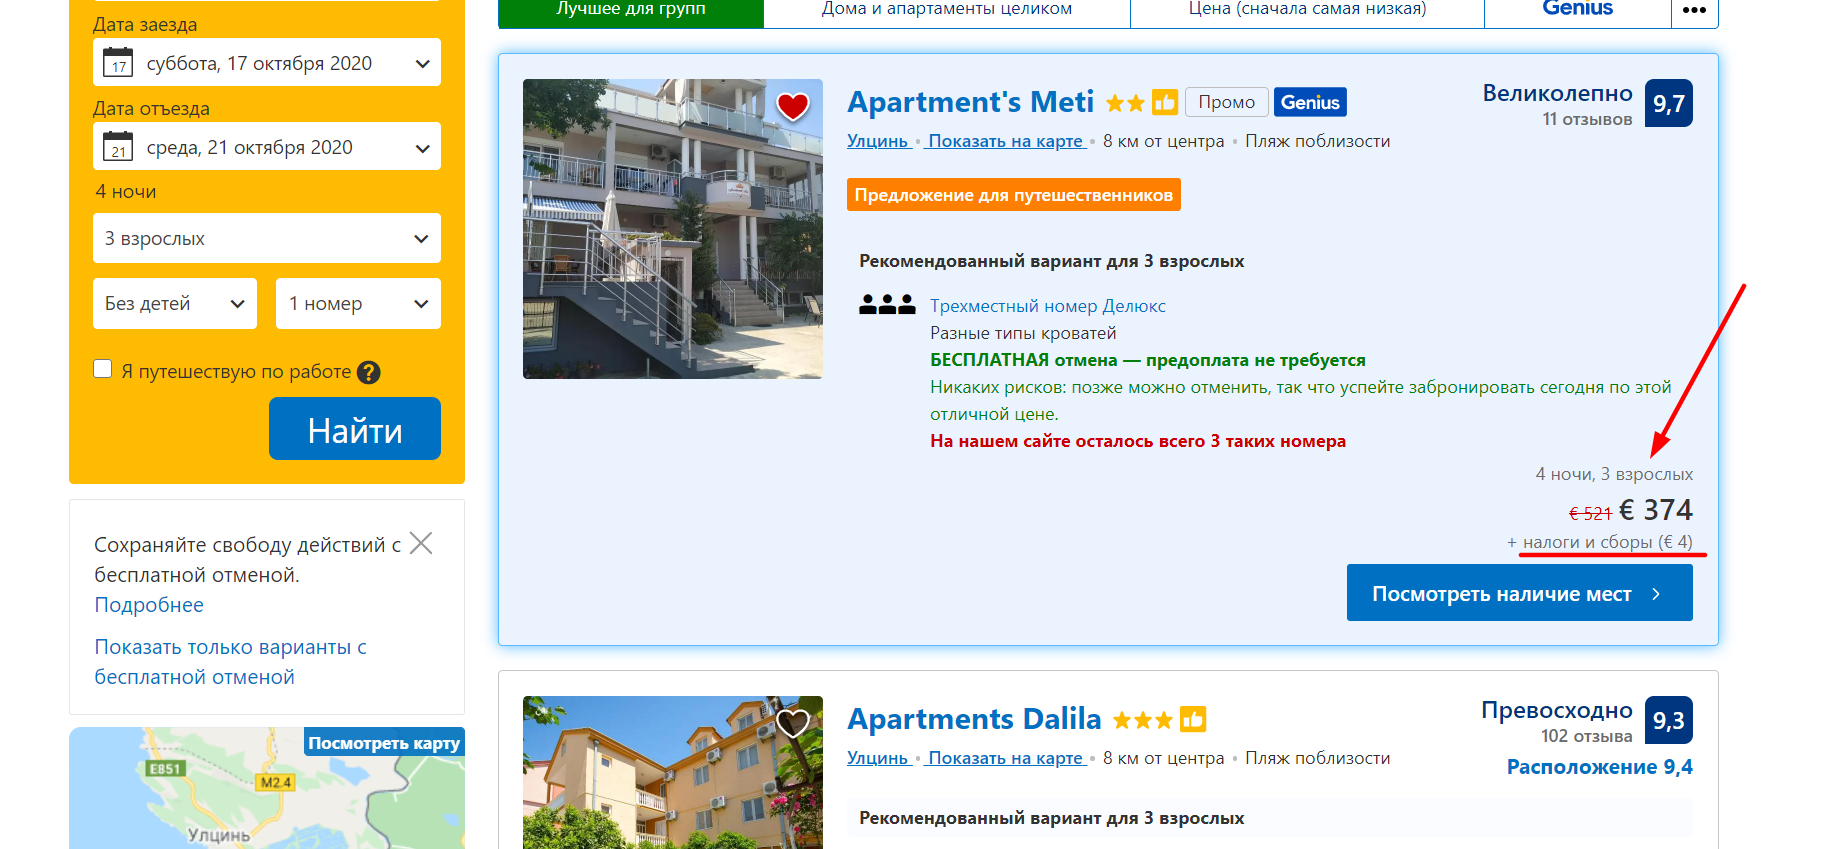 Лучшее для групп
Дома и апартаменты целиком
Цена (сначала самая низкая)
Genius
Дата заезда
17
суббота, 17 октября 2020
Дата отъезда
21
среда, 21 октября 2020
4 ночи
3 взрослых
Без детей
1 номер
Я путешествую по работе ?
Найти
Сохраняйте свободу действий с
бесплатной отменой.
Подробнее
Показать только варианты с
бесплатной отменой
Посмотреть карту
E851
M2.4
Улцинь
Apartment's Meti
Промо
Genius
Великолепно
11 отзывов
9,7
Улцинь • Показать на карте • 8 км от центра • Пляж поблизости
Предложение для путешественников
Рекомендованный вариант для 3 взрослых
Трехместный номер Делюкс
Разные типы кроватей
БЕСПЛАТНАЯ отмена — предоплата не требуется
Никаких рисков: позже можно отменить, так что успейте забронировать сегодня по этой
отличной цене.
На нашем сайте осталось всего 3 таких номера
4 ночи, 3 взрослых
€ 521 € 374
+ налоги и сборы (€ 4)
Посмотреть наличие мест
Apartments Dalila
Превосходно
102 отзыва
9,3
Расположение 9,4
Улцинь • Показать на карте • 8 км от центра • Пляж поблизости
Рекомендованный вариант для 3 взрослых